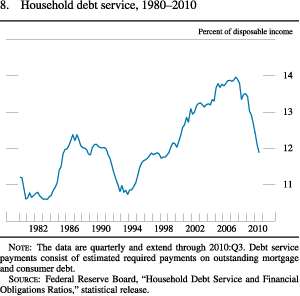 8. Household debt service, 1980–2010
Percent of disposable income
14
13
12
11
1982 1986 1990 1994 1998 2002 2006 2010
NOTE: The data are quarterly and extend through 2010:Q3. Debt service
payments consist of estimated required payments on outstanding mortgage
and consumer debt.
SOURCE: Federal Reserve Board, “Household Debt Service and Financial
Obligations Ratios,” statistical release.